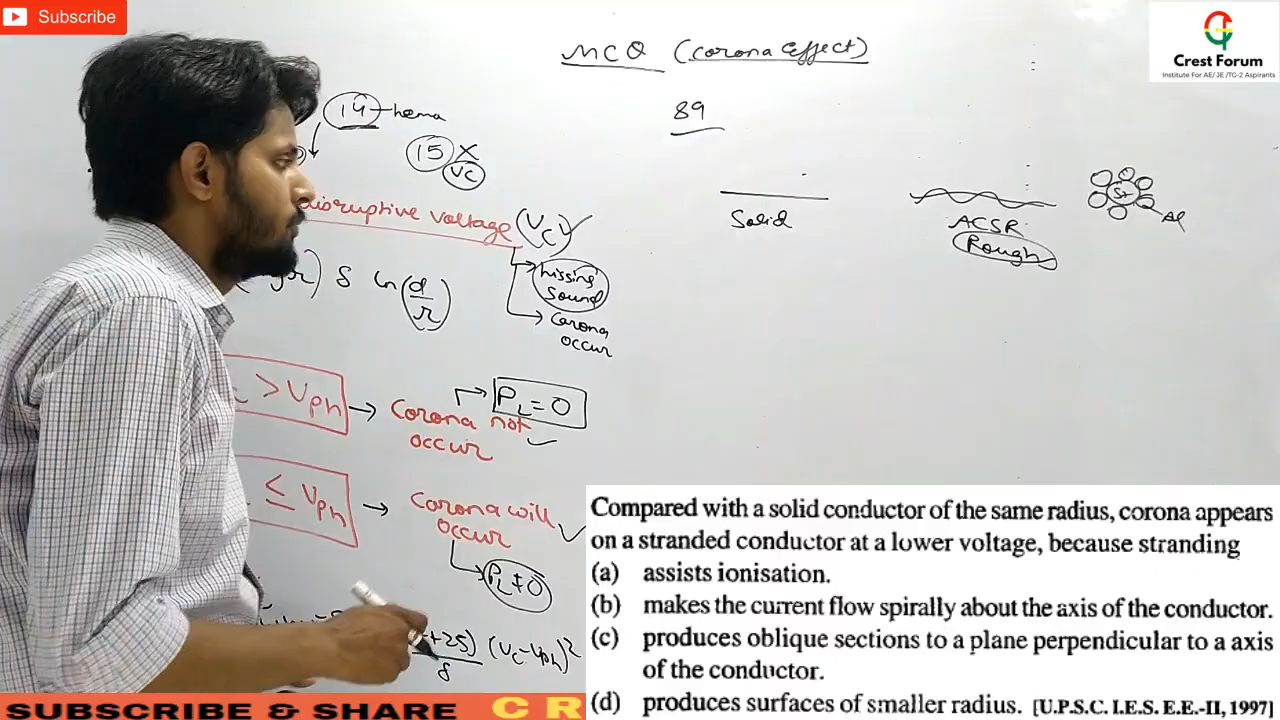 Subscribe
Crest Forum
Institute For AE/ JE /TG-2 Aspirants
MCQ (Corona Effect)
89
14 hema
15 X
VC
disruptive voltage (VC)
hissing sound
Corona occur
δ ln (d/r)
> Vph → Corona not occur
PL = 0
≤ Vph → Corona will occur
PL ≠ 0
+25)
δ
(VC-Vph)²
Solid
ACSR
Rough
St
Al
Compared with a solid conductor of the same radius, corona appears
on a stranded conductor at a lower voltage, because stranding
(a) assists ionisation.
(b) makes the current flow spirally about the axis of the conductor.
(c) produces oblique sections to a plane perpendicular to a axis
of the conductor.
(d) produces surfaces of smaller radius. [U.P.S.C. I.E.S. E.E.-II, 1997]
SUBSCRIBE & SHARE C R